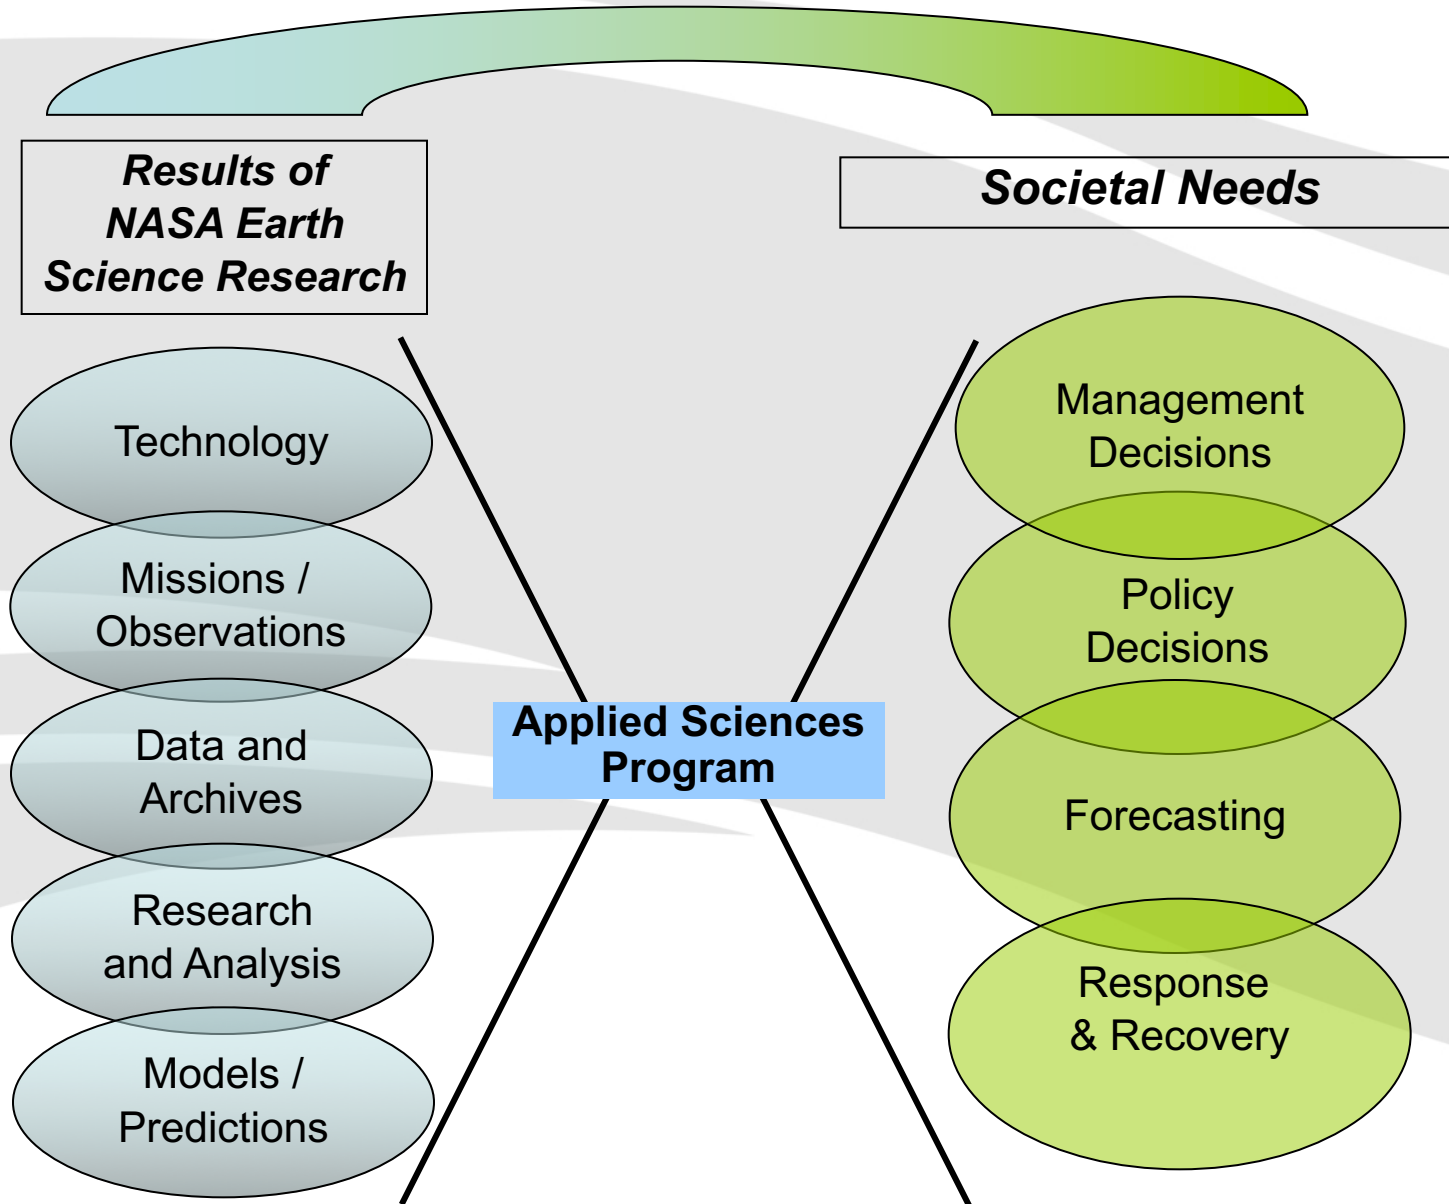 Results of
NASA Earth
Science Research
Societal Needs
Technology
Missions /
Observations
Data and
Archives
Research
and Analysis
Models /
Predictions
Applied Sciences
Program
Management
Decisions
Policy
Decisions
Forecasting
Response
& Recovery